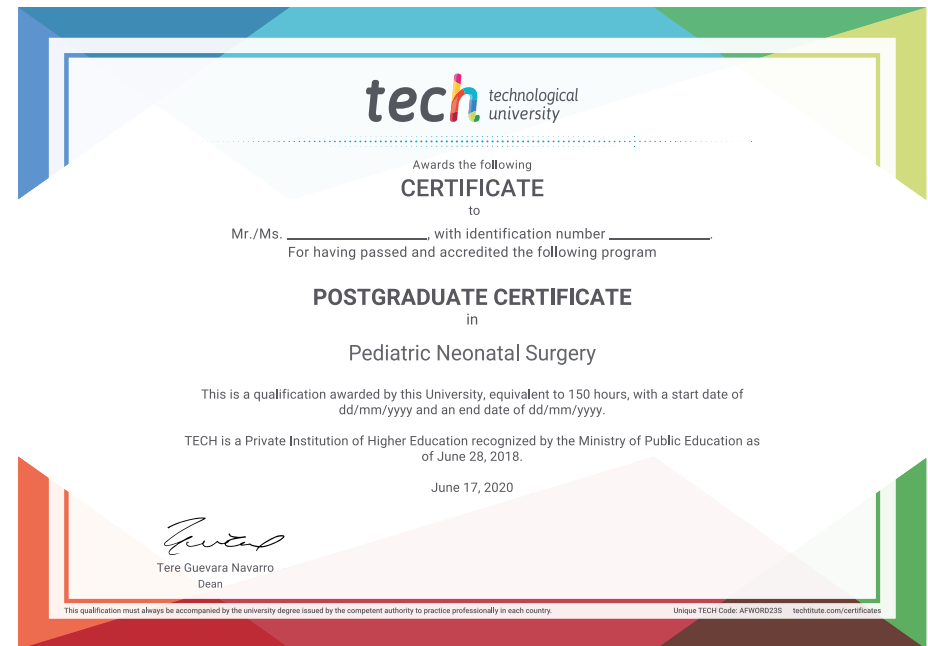 tech technological
university
Awards the following
CERTIFICATE
to
Mr./Ms. ____________________, with identification number ______________.
For having passed and accredited the following program
POSTGRADUATE CERTIFICATE
in
Pediatric Neonatal Surgery
This is a qualification awarded by this University, equivalent to 150 hours, with a start date of
dd/mm/yyyy and an end date of dd/mm/yyyy.
TECH is a Private Institution of Higher Education recognized by the Ministry of Public Education as
of June 28, 2018.
June 17, 2020
Tere Guevara Navarro
Dean
This qualification must always be accompanied by the university degree issued by the competent authority to practice professionally in each country. Unique TECH Code: AFWORD23S techtitute.com/certificates